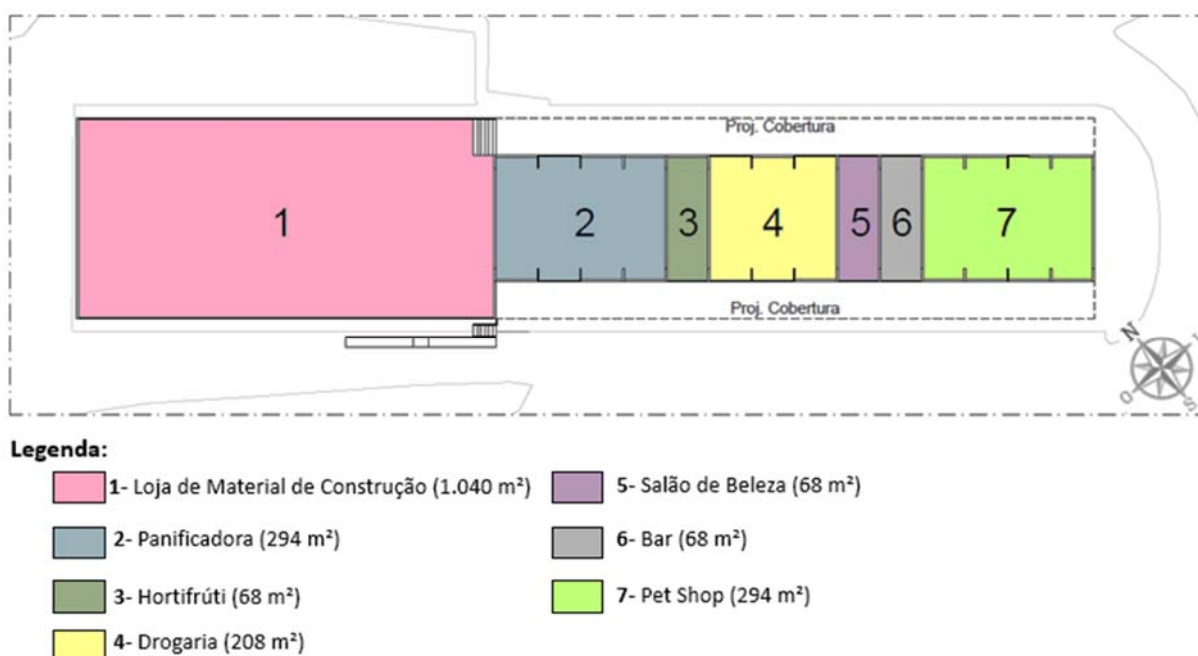 Proj. Cobertura
1
2
3
4
5
6
7
Proj. Cobertura
N
O
S
Legenda:
1- Loja de Material de Construção (1.040 m²)
5- Salão de Beleza (68 m²)
2- Panificadora (294 m²)
6- Bar (68 m²)
3- Hortifrúti (68 m²)
7- Pet Shop (294 m²)
4- Drogaria (208 m²)